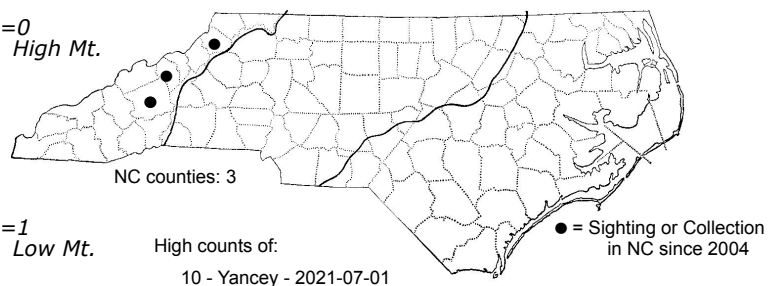 =0
High Mt.
NC counties: 3
=1
Low Mt.
High counts of:
10 - Yancey - 2021-07-01
● = Sighting or Collection
in NC since 2004